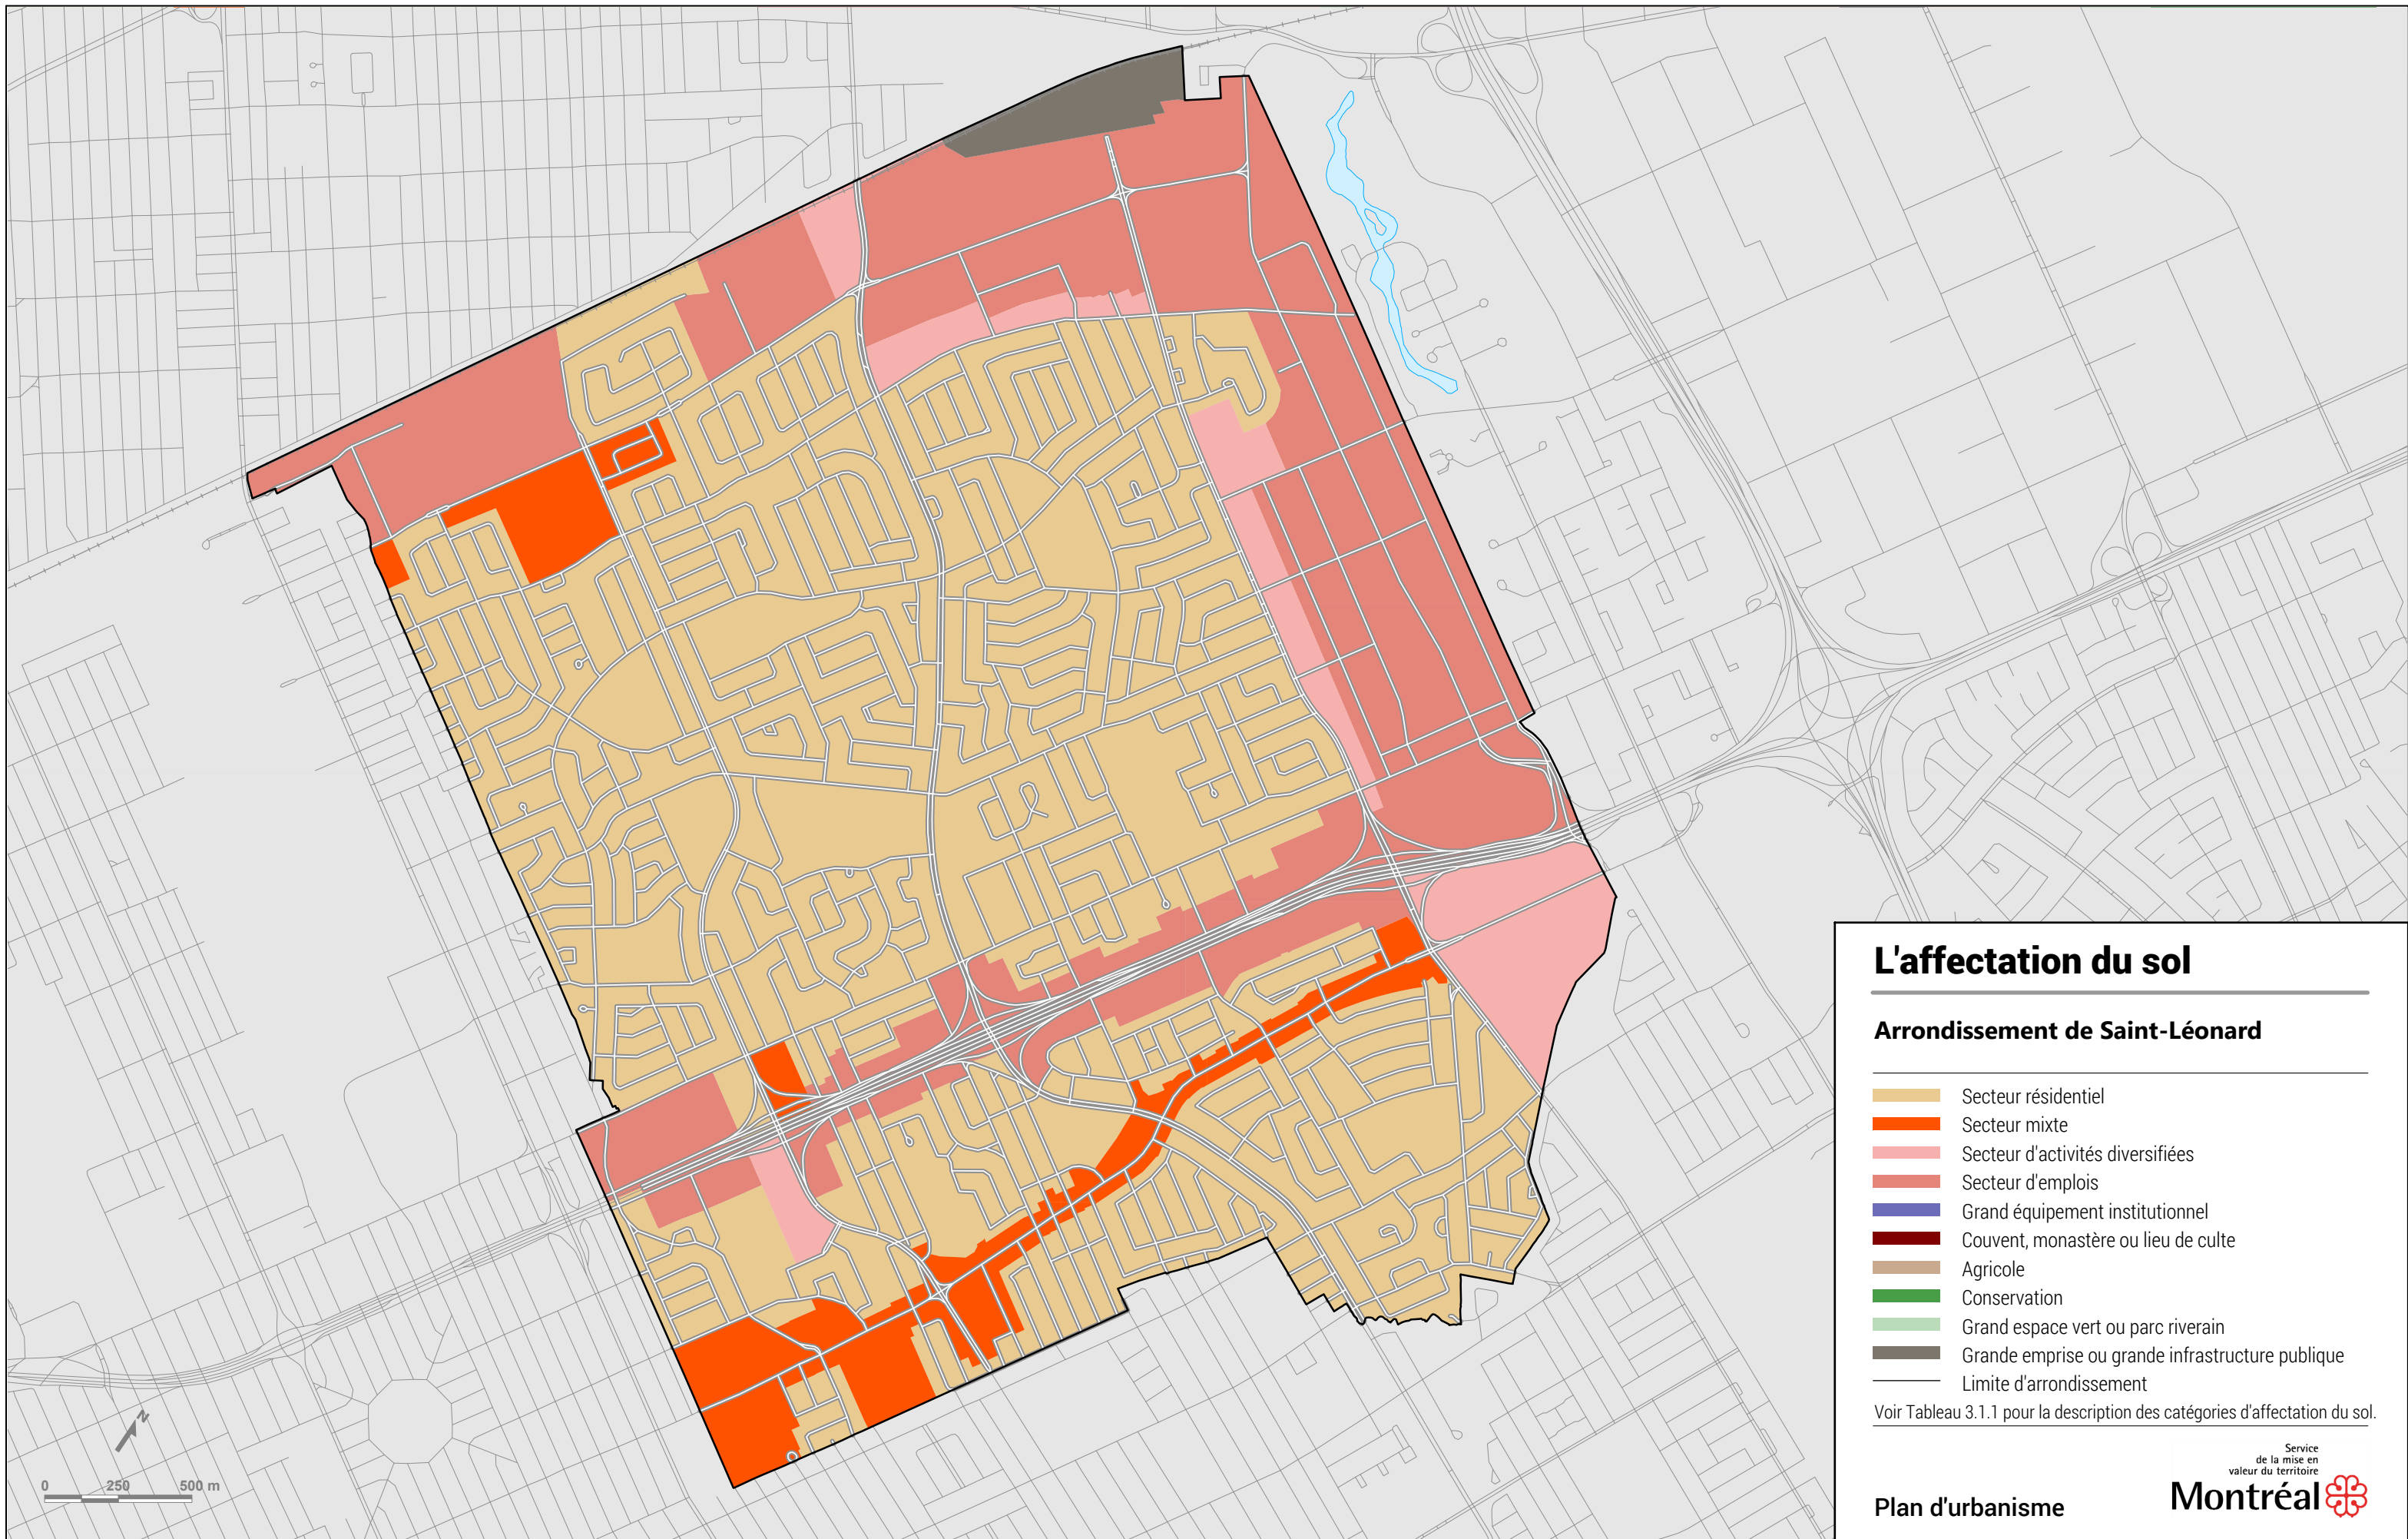 L'affectation du sol
Arrondissement de Saint-Léonard
Secteur résidentiel
Secteur mixte
Secteur d'activités diversifiées
Secteur d'emplois
Grand équipement institutionnel
Couvent, monastère ou lieu de culte
Agricole
Conservation
Grand espace vert ou parc riverain
Grande emprise ou grande infrastructure publique
Limite d'arrondissement
Voir Tableau 3.1.1 pour la description des catégories d'affectation du sol.
Service
de la mise en
valeur du territoire
Montréal
Plan d'urbanisme
N
0 250 500 m